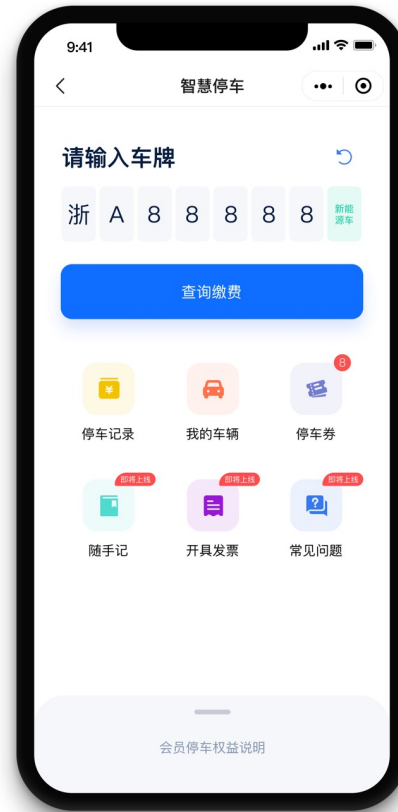 9:41
智慧停车
请输入车牌
浙 A 8 8 8 8 8 新能源车
查询缴费
8
停车记录 我的车辆 停车券
即将上线 即将上线 即将上线
随手记 开具发票 常见问题
会员停车权益说明